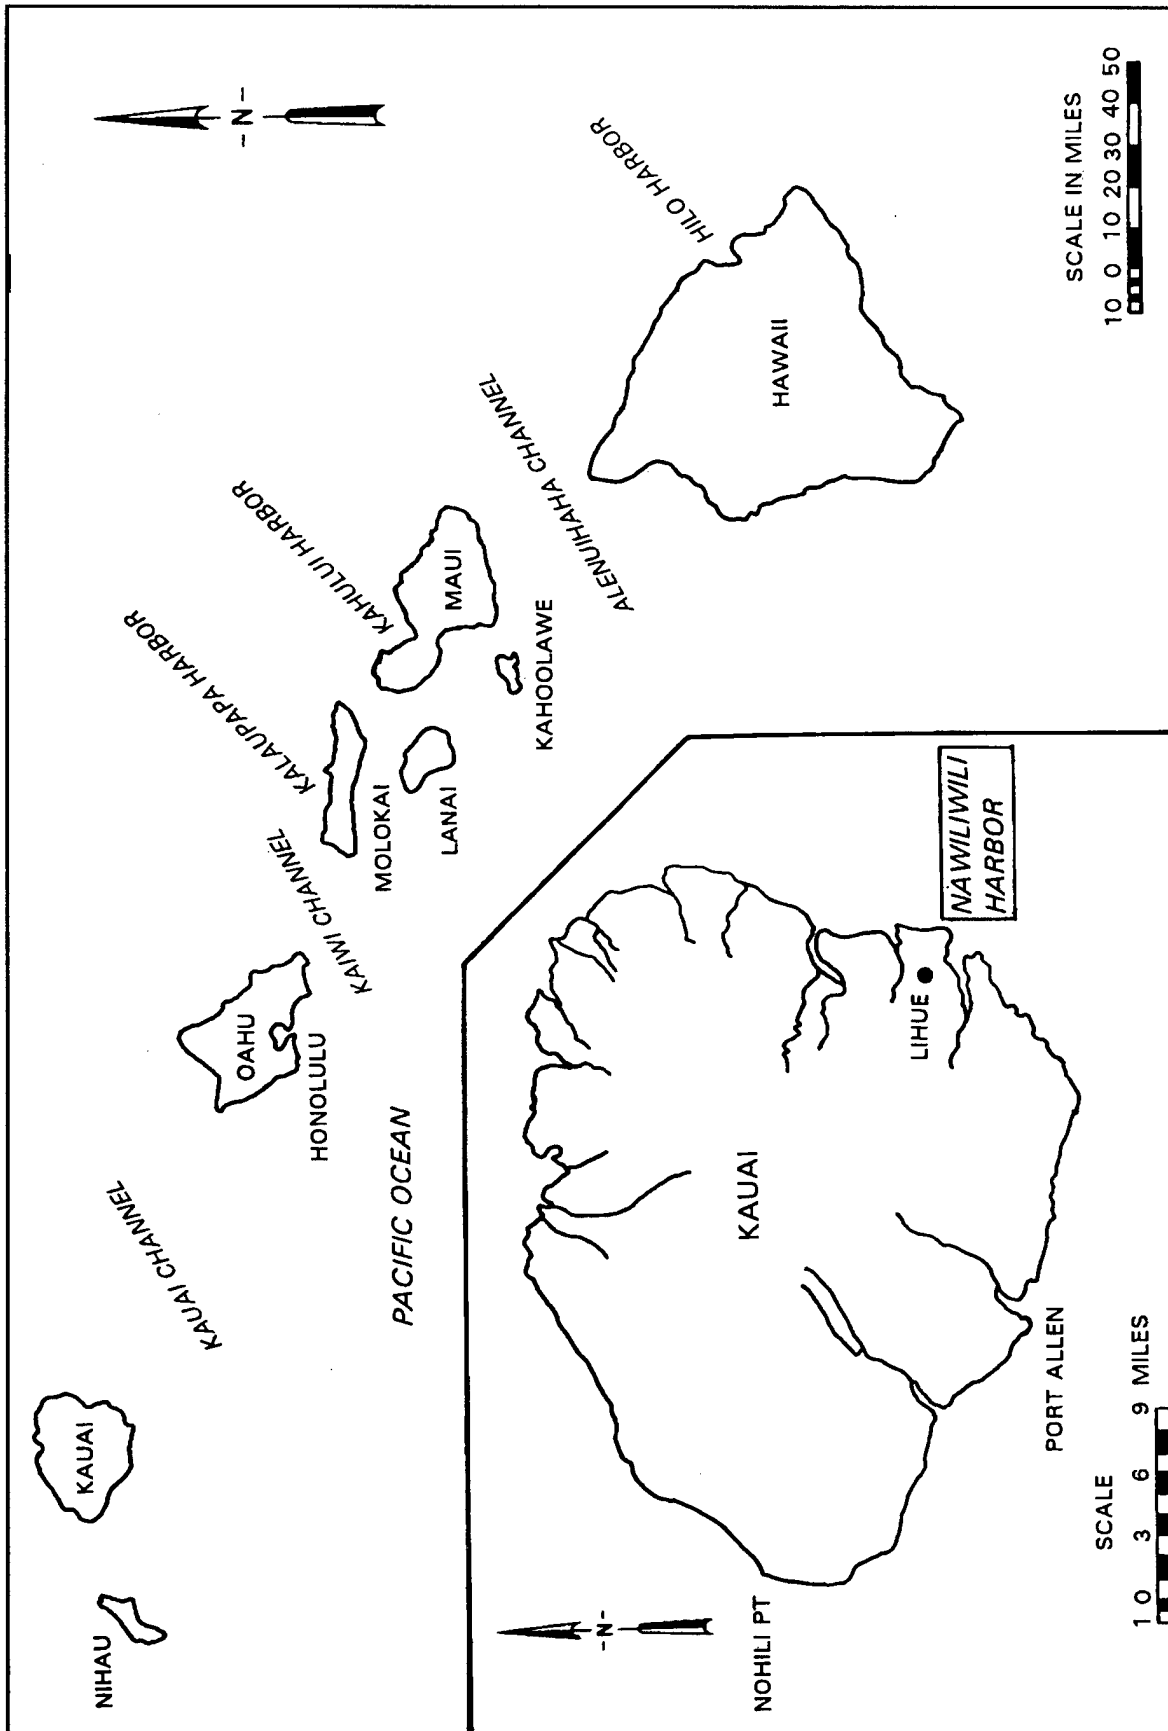 NIHAU
KAUAI
KAUAI CHANNEL
OAHU
HONOLULU
KAIWI CHANNEL
KALAUPAPA HARBOR
MOLOKAI
LANAI
KAHULUI HARBOR
MAUI
KAHOOLAWE
ALENUIHAHA CHANNEL
HILO HARBOR
HAWAII
-N-
PACIFIC OCEAN
SCALE IN MILES
10 0 10 20 30 40 50
-N-
NOHILI PT
KAUAI
LIHUE
NAWILIWILI
HARBOR
PORT ALLEN
SCALE
1 0 3 6 9 MILES